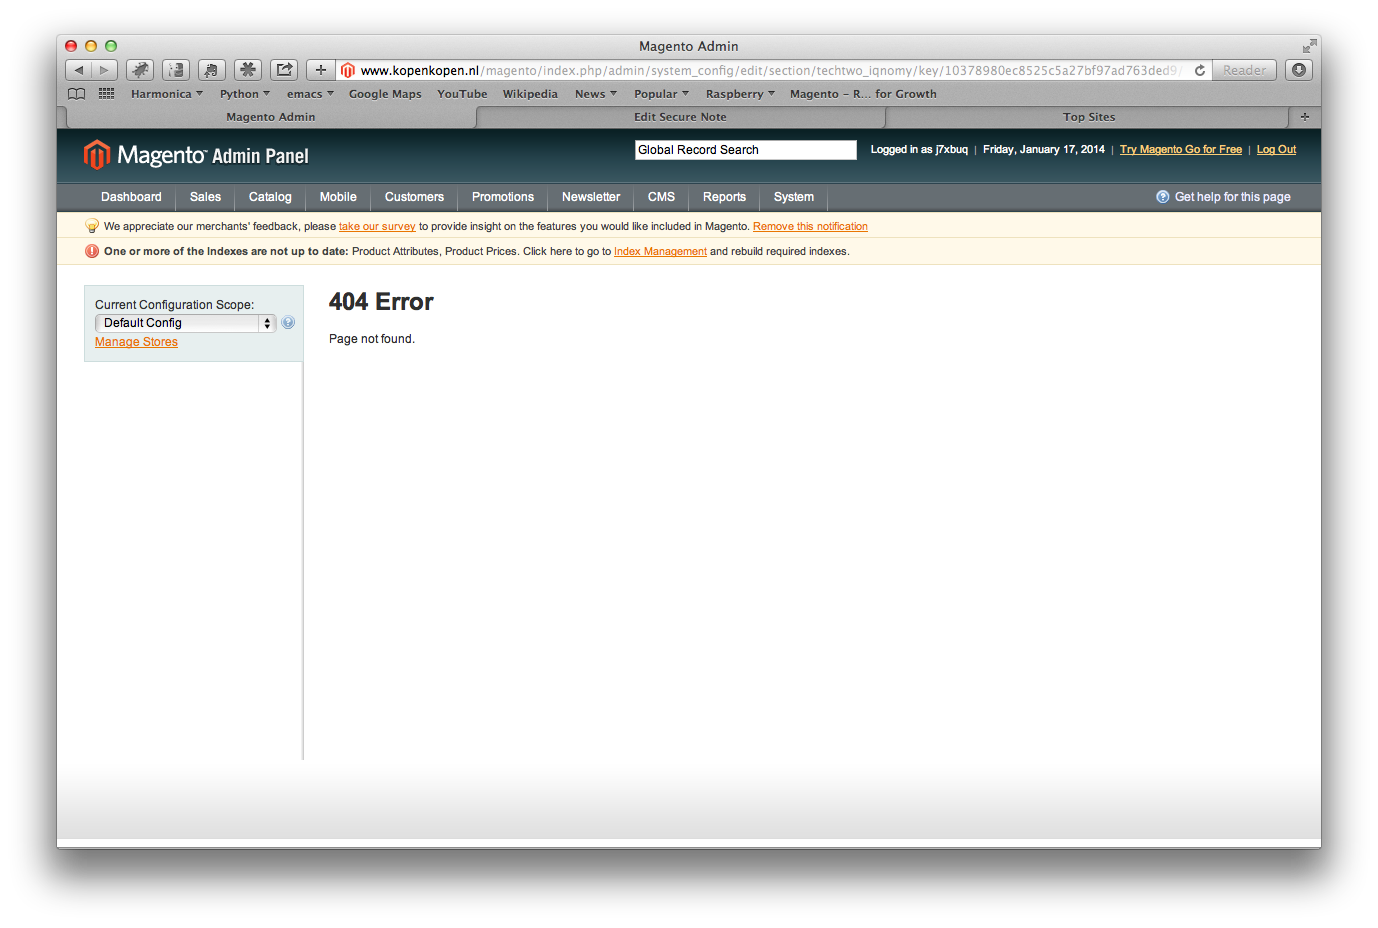 Magento Admin
www.kopenkopen.nl/magento/index.php/admin/system_config/edit/section/techtwo_iqnomy/key/10378980ec8525c5a27bf97ad763ded9/
Reader
Harmonica Python emacs Google Maps YouTube Wikipedia News Popular Raspberry Magento – R... for Growth
Magento Admin Edit Secure Note Top Sites
Magento™ Admin Panel
Global Record Search
Logged in as j7xbuq | Friday, January 17, 2014 | Try Magento Go for Free | Log Out
Dashboard Sales Catalog Mobile Customers Promotions Newsletter CMS Reports System
Get help for this page
We appreciate our merchants' feedback, please take our survey to provide insight on the features you would like included in Magento. Remove this notification
One or more of the Indexes are not up to date: Product Attributes, Product Prices. Click here to go to Index Management and rebuild required indexes.
Current Configuration Scope:
Default Config
Manage Stores
404 Error
Page not found.